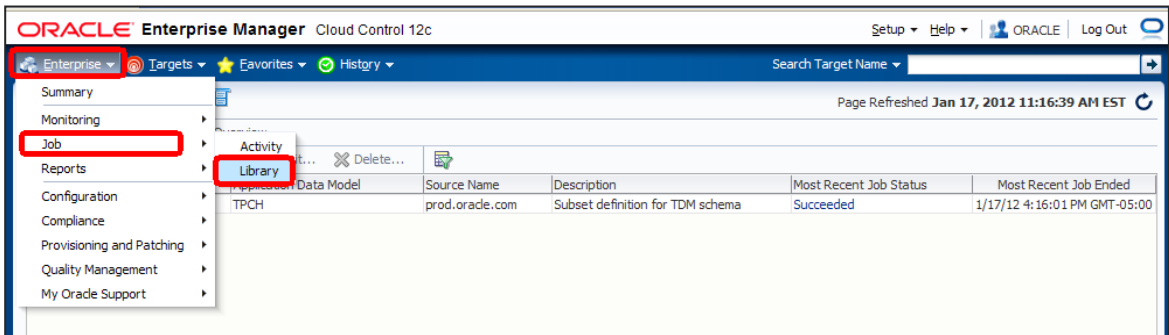 ORACLE Enterprise Manager Cloud Control 12c Setup Help ORACLE Log Out
Enterprise Targets Favorites History Search Target Name
Summary
Page Refreshed Jan 17, 2012 11:16:39 AM EST
Monitoring
Job
Activity
Delete...
Reports
Library
Application Data Model Source Name Description Most Recent Job Status Most Recent Job Ended
Configuration
TPCH prod.oracle.com Subset definition for TDM schema Succeeded 1/17/12 4:16:01 PM GMT-05:00
Compliance
Provisioning and Patching
Quality Management
My Oracle Support